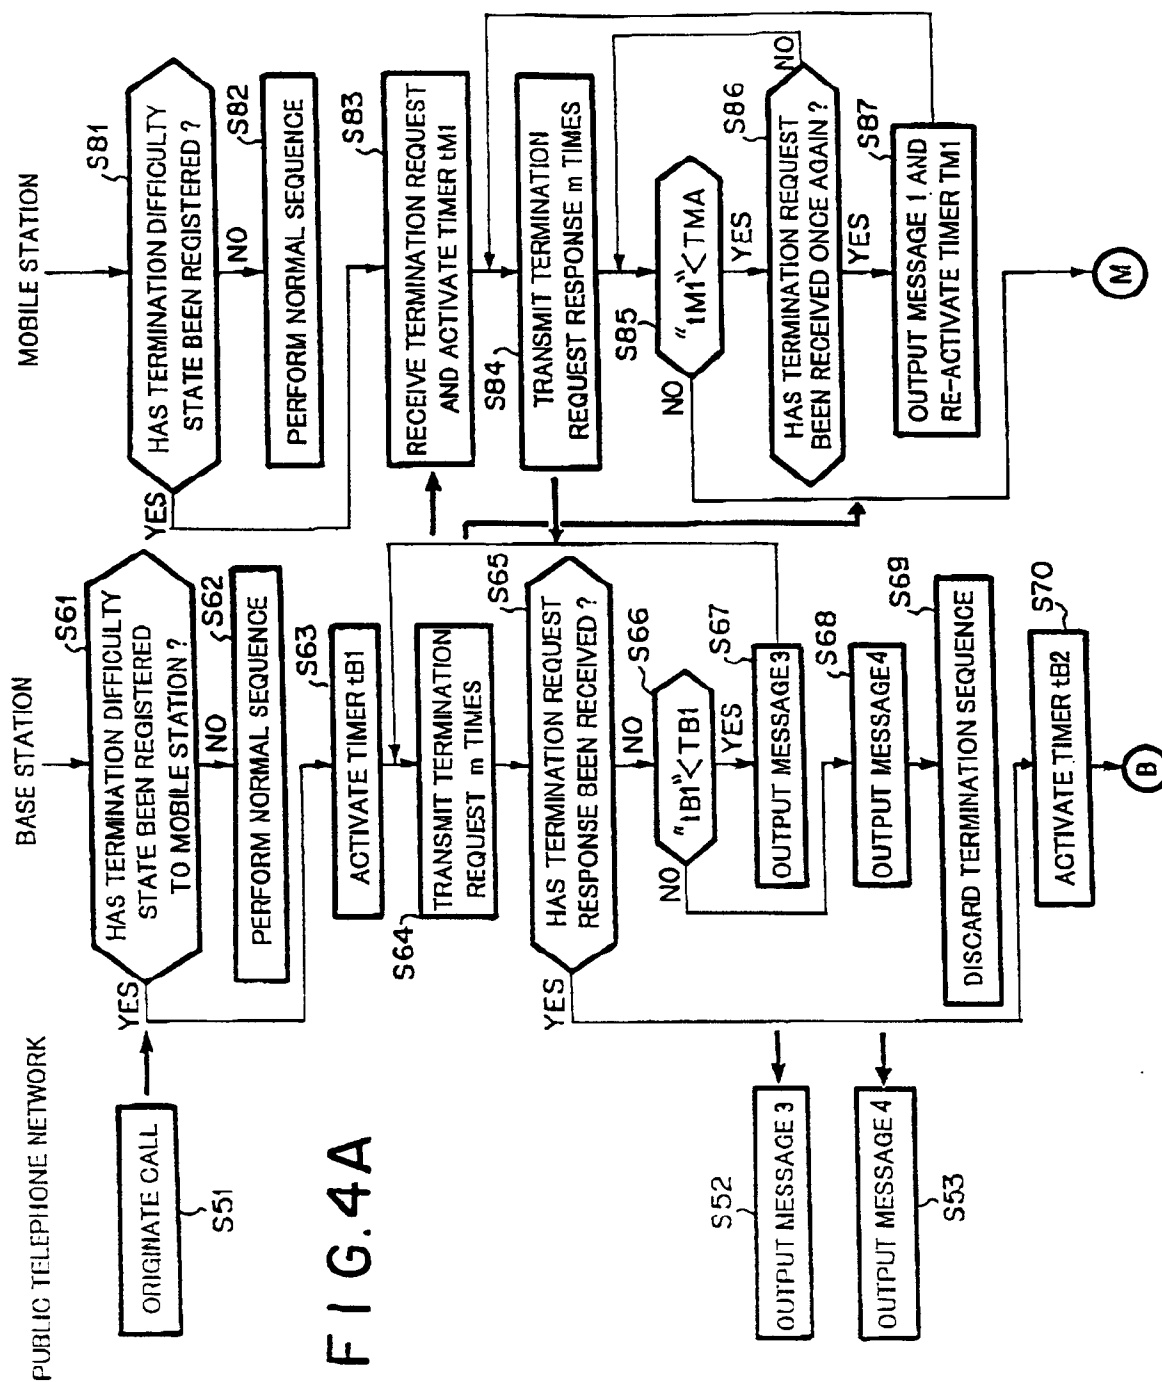 FIG.4A
PUBLIC TELEPHONE NETWORK
ORIGINATE CALL
S51
S52
OUTPUT MESSAGE 3
OUTPUT MESSAGE 4
S53
BASE STATION
S61
HAS TERMINATION DIFFICULTY
STATE BEEN REGISTERED
TO MOBILE STATION ?
YES
NO
S62
PERFORM NORMAL SEQUENCE
S63
ACTIVATE TIMER tB1
S64
TRANSMIT TERMINATION
REQUEST m TIMES
S65
HAS TERMINATION REQUEST
RESPONSE BEEN RECEIVED ?
YES
NO
S66
"tB1"<TB1
NO
YES
S67
OUTPUT MESSAGE 3
S68
OUTPUT MESSAGE 4
S69
DISCARD TERMINATION SEQUENCE
S70
ACTIVATE TIMER tB2
B
MOBILE STATION
S81
HAS TERMINATION DIFFICULTY
STATE BEEN REGISTERED ?
YES
NO
S82
PERFORM NORMAL SEQUENCE
S83
RECEIVE TERMINATION REQUEST
AND ACTIVATE TIMER tM1
S84
TRANSMIT TERMINATION
REQUEST RESPONSE m TIMES
S85
"tM1"<TMA
NO
YES
S86
HAS TERMINATION REQUEST
BEEN RECEIVED ONCE AGAIN ?
NO
YES
S87
OUTPUT MESSAGE 1 AND
RE-ACTIVATE TIMER TM1
M